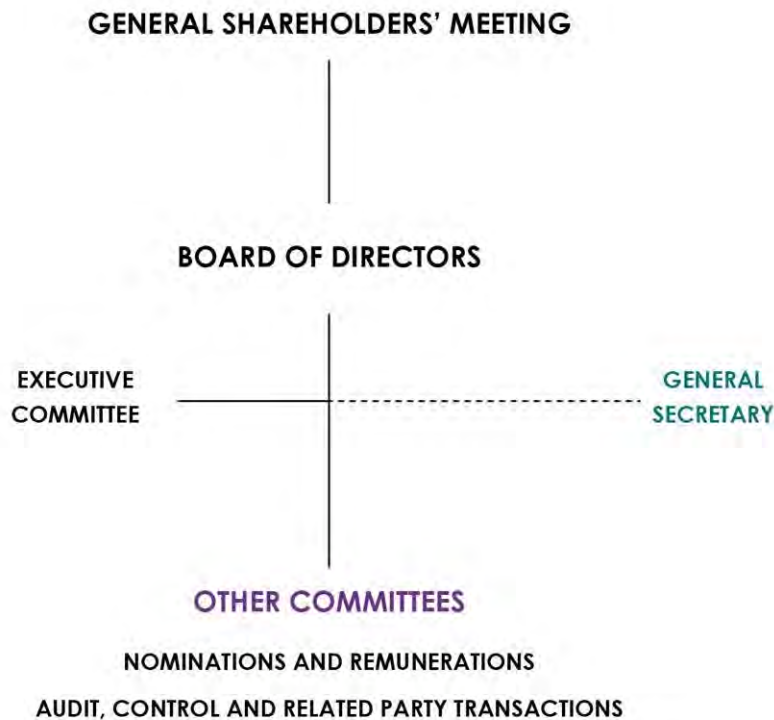 GENERAL SHAREHOLDERS’ MEETING
BOARD OF DIRECTORS
EXECUTIVE
COMMITTEE
GENERAL
SECRETARY
OTHER COMMITTEES
NOMINATIONS AND REMUNERATIONS
AUDIT, CONTROL AND RELATED PARTY TRANSACTIONS